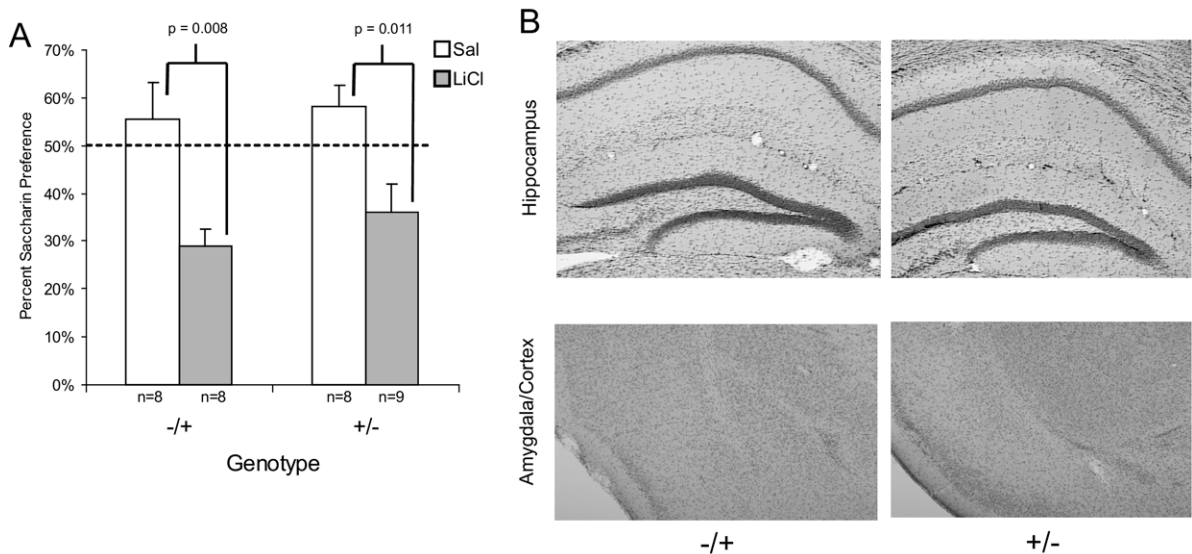 A
p = 0.008
p = 0.011
Sal
LiCl
Percent Saccharin Preference
70%
60%
50%
40%
30%
20%
10%
0%
n=8
n=8
n=8
n=9
-/+
+/-
Genotype
B
Hippocampus
Amygdala/Cortex
-/+
+/-